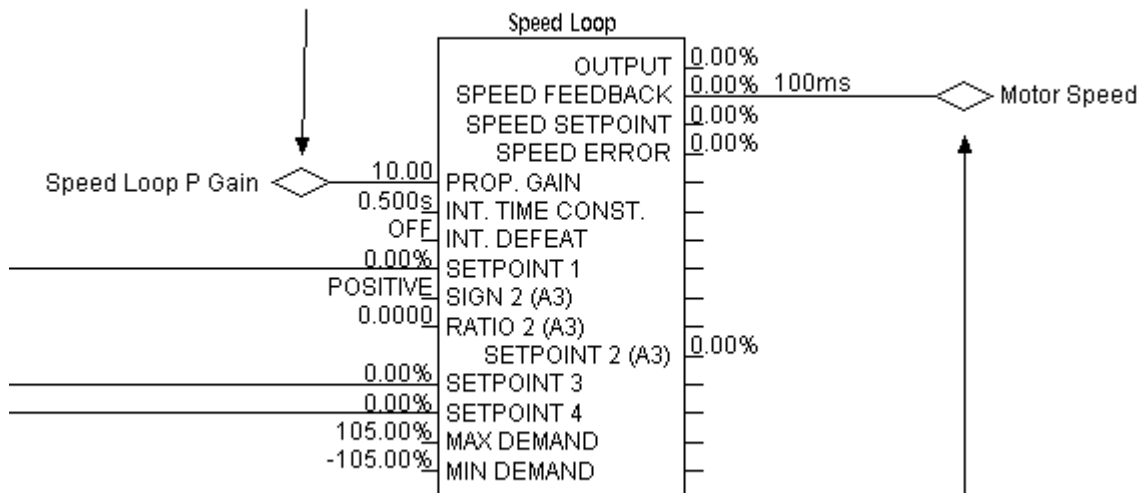 Speed Loop
OUTPUT 0.00%
SPEED FEEDBACK 0.00% 100ms Motor Speed
SPEED SETPOINT 0.00%
SPEED ERROR 0.00%
Speed Loop P Gain 10.00 PROP. GAIN
0.500s INT. TIME CONST.
OFF INT. DEFEAT
0.00% SETPOINT 1
POSITIVE SIGN 2 (A3)
0.0000 RATIO 2 (A3)
SETPOINT 2 (A3) 0.00%
0.00% SETPOINT 3
0.00% SETPOINT 4
105.00% MAX DEMAND
-105.00% MIN DEMAND